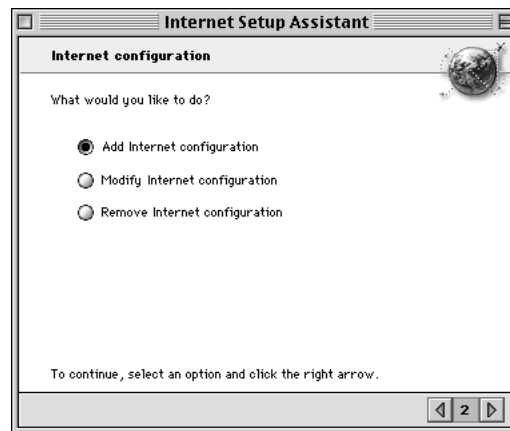 Internet Setup Assistant
Internet configuration
What would you like to do?
Add Internet configuration
Modify Internet configuration
Remove Internet configuration
To continue, select an option and click the right arrow.
2